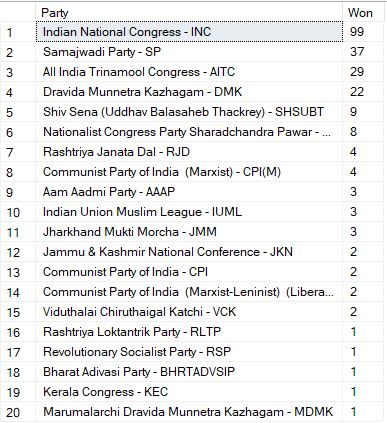 Party Won
1 Indian National Congress - INC 99
2 Samajwadi Party - SP 37
3 All India Trinamool Congress - AITC 29
4 Dravida Munnetra Kazhagam - DMK 22
5 Shiv Sena (Uddhav Balasaheb Thackrey) - SHSUBT 9
6 Nationalist Congress Party Sharadchandra Pawar - ... 8
7 Rashtriya Janata Dal - RJD 4
8 Communist Party of India  (Marxist) - CPI(M) 4
9 Aam Aadmi Party - AAAP 3
10 Indian Union Muslim League - IUML 3
11 Jharkhand Mukti Morcha - JMM 3
12 Jammu & Kashmir National Conference - JKN 2
13 Communist Party of India - CPI 2
14 Communist Party of India  (Marxist-Leninist)  (Libera... 2
15 Viduthalai Chiruthaigal Katchi - VCK 2
16 Rashtriya Loktantrik Party - RLTP 1
17 Revolutionary Socialist Party - RSP 1
18 Bharat Adivasi Party - BHRTADVSIP 1
19 Kerala Congress - KEC 1
20 Marumalarchi Dravida Munnetra Kazhagam - MDMK 1